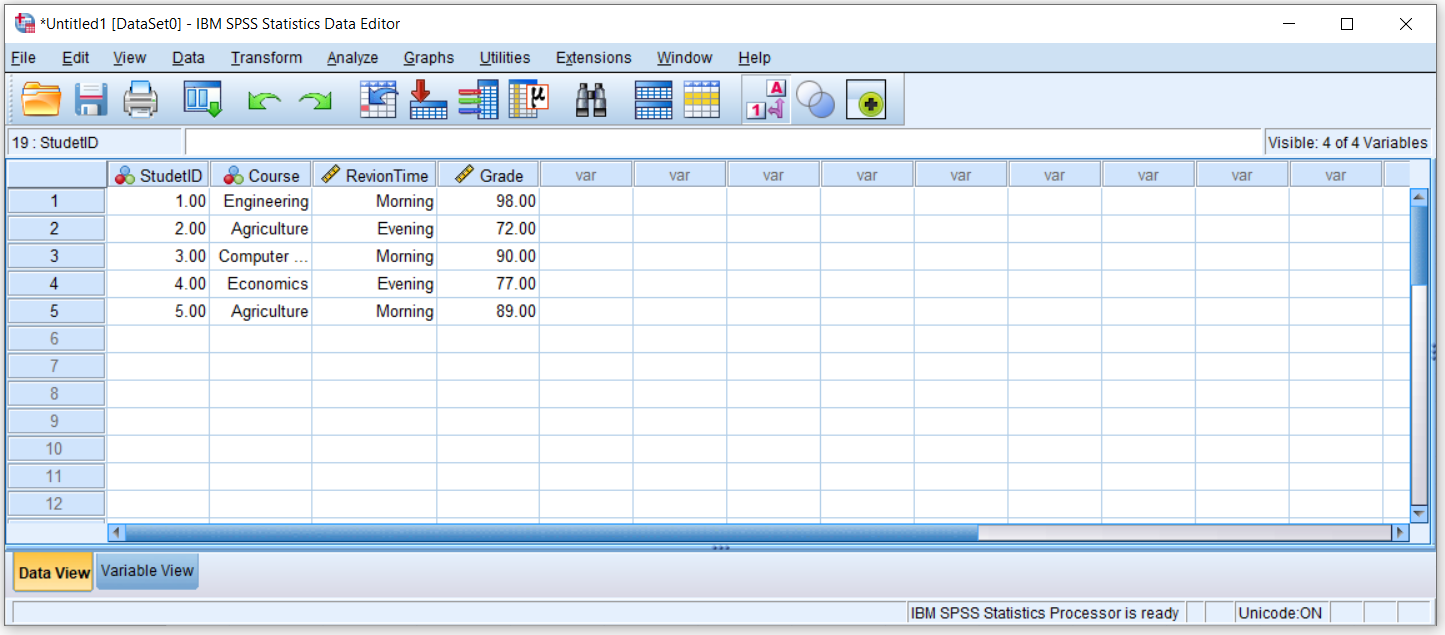 *Untitled1 [DataSet0] - IBM SPSS Statistics Data Editor
File Edit View Data Transform Analyze Graphs Utilities Extensions Window Help
μ
A
1
19 : StudetID
Visible: 4 of 4 Variables
StudetID Course RevionTime Grade var var var var var var var var var
1 1.00 Engineering Morning 98.00
2 2.00 Agriculture Evening 72.00
3 3.00 Computer ... Morning 90.00
4 4.00 Economics Evening 77.00
5 5.00 Agriculture Morning 89.00
6
7
8
9
10
11
12
Data View Variable View
IBM SPSS Statistics Processor is ready Unicode:ON